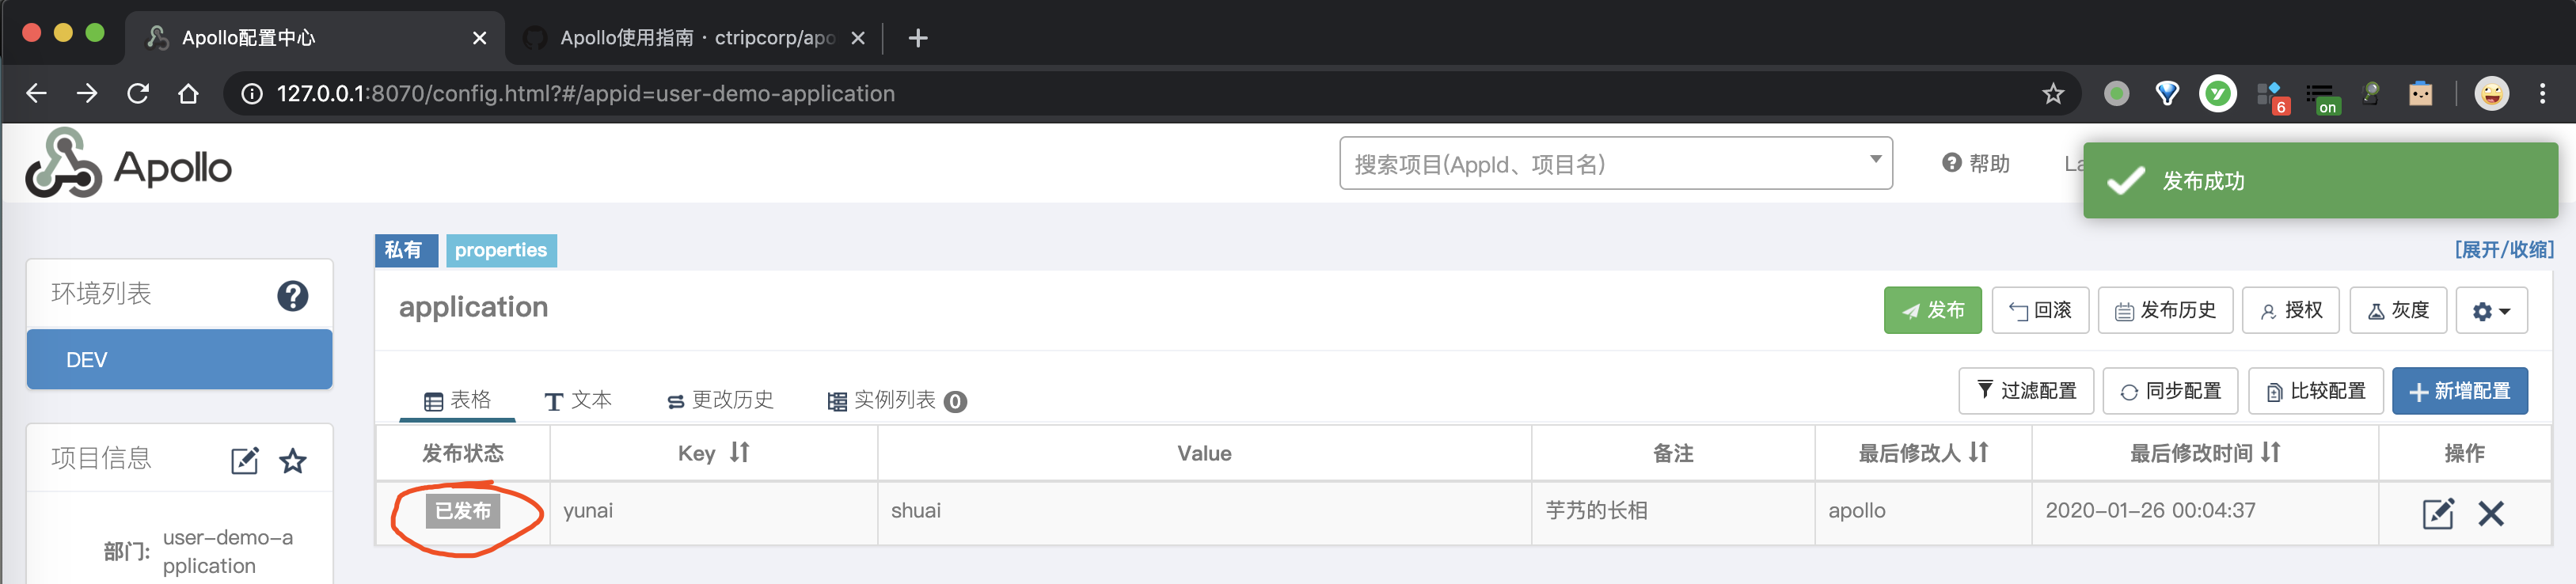 Apollo配置中心
Apollo使用指南 · ctripcorp/apo
127.0.0.1:8070/config.html?#/appid=user-demo-application
6
on
Apollo
搜索项目(AppId、项目名)
帮助
La
发布成功
私有 properties
[展开/收缩]
环境列表
DEV
application
发布 回滚 发布历史 授权 灰度
表格 文本 更改历史 实例列表 0
过滤配置 同步配置 比较配置 新增配置
项目信息
发布状态 Key Value 备注 最后修改人 最后修改时间 操作
已发布 yunai shuai 芋艿的长相 apollo 2020-01-26 00:04:37
部门: user-demo-a
pplication